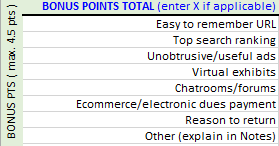 BONUS PTS ( max. 4.5 pts )
BONUS POINTS TOTAL (enter X if applicable)
Easy to remember URL
Top search ranking
Unobtrusive/useful ads
Virtual exhibits
Chatrooms/forums
Ecommerce/electronic dues payment
Reason to return
Other (explain in Notes)